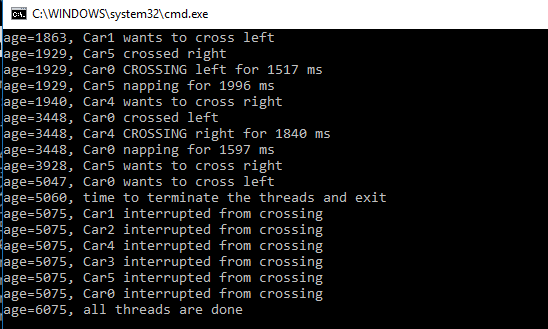 C:\WINDOWS\system32\cmd.exe
age=1863, Car1 wants to cross left
age=1929, Car5 crossed right
age=1929, Car0 CROSSING left for 1517 ms
age=1929, Car5 napping for 1996 ms
age=1940, Car4 wants to cross right
age=3448, Car0 crossed left
age=3448, Car4 CROSSING right for 1840 ms
age=3448, Car0 napping for 1597 ms
age=3928, Car5 wants to cross right
age=5047, Car0 wants to cross left
age=5060, time to terminate the threads and exit
age=5075, Car1 interrupted from crossing
age=5075, Car2 interrupted from crossing
age=5075, Car4 interrupted from crossing
age=5075, Car3 interrupted from crossing
age=5075, Car5 interrupted from crossing
age=5075, Car0 interrupted from crossing
age=6075, all threads are done